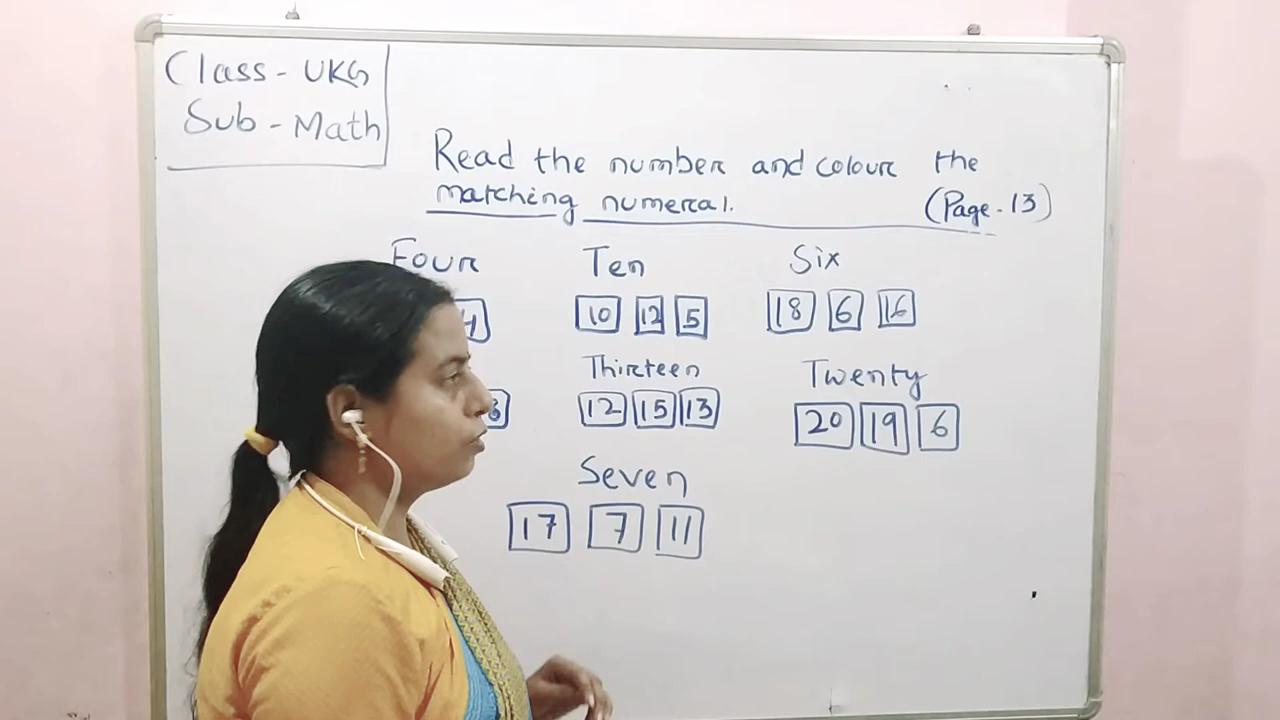 Class - UKG
Sub - Math
Read the number and colour the
matching numeral.
(Page - 13)
Four Ten Six
4 10 12 5 18 6 16
Thirteen Twenty
12 15 13 20 19 6
Seven
17 7 11